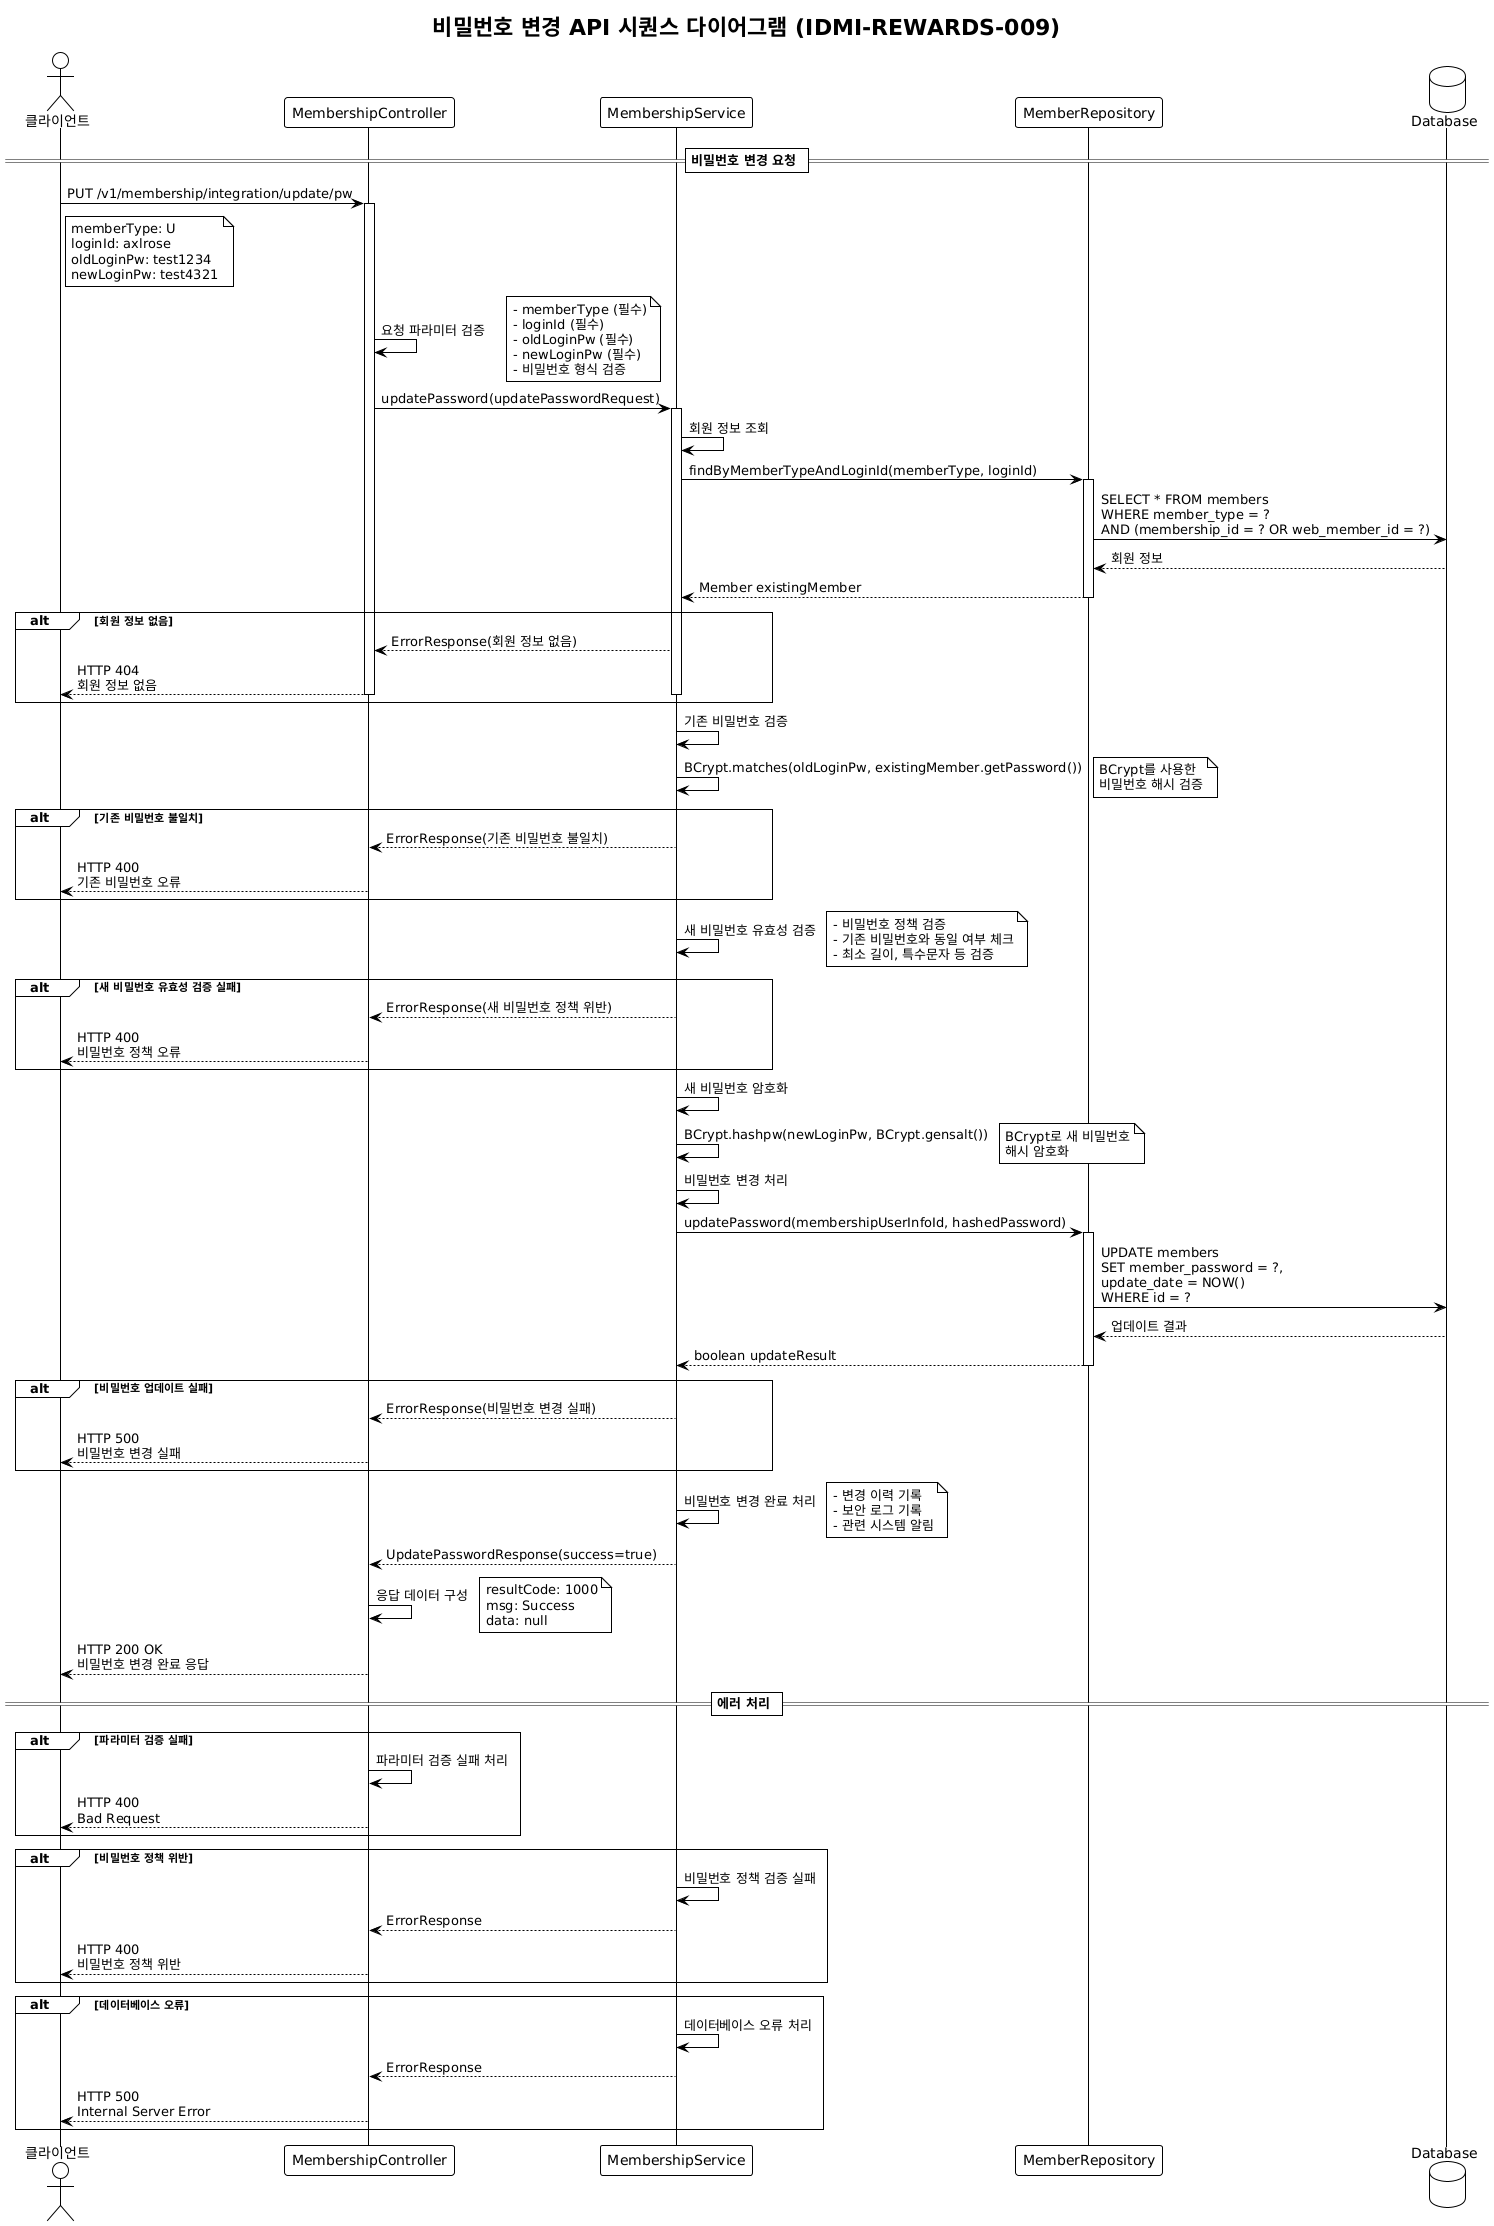 비밀번호 변경 API 시퀀스 다이어그램 (IDMI-REWARDS-009)
클라이언트
MembershipController
MembershipService
MemberRepository
Database
비밀번호 변경 요청
PUT /v1/membership/integration/update/pw
memberType: U
loginId: axlrose
oldLoginPw: test1234
newLoginPw: test4321
요청 파라미터 검증
- memberType (필수)
- loginId (필수)
- oldLoginPw (필수)
- newLoginPw (필수)
- 비밀번호 형식 검증
updatePassword(updatePasswordRequest)
회원 정보 조회
findByMemberTypeAndLoginId(memberType, loginId)
SELECT * FROM members
WHERE member_type = ?
AND (membership_id = ? OR web_member_id = ?)
회원 정보
Member existingMember
alt [회원 정보 없음]
ErrorResponse(회원 정보 없음)
HTTP 404
회원 정보 없음
기존 비밀번호 검증
BCrypt.matches(oldLoginPw, existingMember.getPassword())
BCrypt를 사용한
비밀번호 해시 검증
alt [기존 비밀번호 불일치]
ErrorResponse(기존 비밀번호 불일치)
HTTP 400
기존 비밀번호 오류
새 비밀번호 유효성 검증
- 비밀번호 정책 검증
- 기존 비밀번호와 동일 여부 체크
- 최소 길이, 특수문자 등 검증
alt [새 비밀번호 유효성 검증 실패]
ErrorResponse(새 비밀번호 정책 위반)
HTTP 400
비밀번호 정책 오류
새 비밀번호 암호화
BCrypt.hashpw(newLoginPw, BCrypt.gensalt())
BCrypt로 새 비밀번호
해시 암호화
비밀번호 변경 처리
updatePassword(membershipUserInfoId, hashedPassword)
UPDATE members
SET member_password = ?,
update_date = NOW()
WHERE id = ?
업데이트 결과
boolean updateResult
alt [비밀번호 업데이트 실패]
ErrorResponse(비밀번호 변경 실패)
HTTP 500
비밀번호 변경 실패
비밀번호 변경 완료 처리
- 변경 이력 기록
- 보안 로그 기록
- 관련 시스템 알림
UpdatePasswordResponse(success=true)
응답 데이터 구성
resultCode: 1000
msg: Success
data: null
HTTP 200 OK
비밀번호 변경 완료 응답
에러 처리
alt [파라미터 검증 실패]
파라미터 검증 실패 처리
HTTP 400
Bad Request
alt [비밀번호 정책 위반]
비밀번호 정책 검증 실패
ErrorResponse
HTTP 400
비밀번호 정책 위반
alt [데이터베이스 오류]
데이터베이스 오류 처리
ErrorResponse
HTTP 500
Internal Server Error
클라이언트
MembershipController
MembershipService
MemberRepository
Database